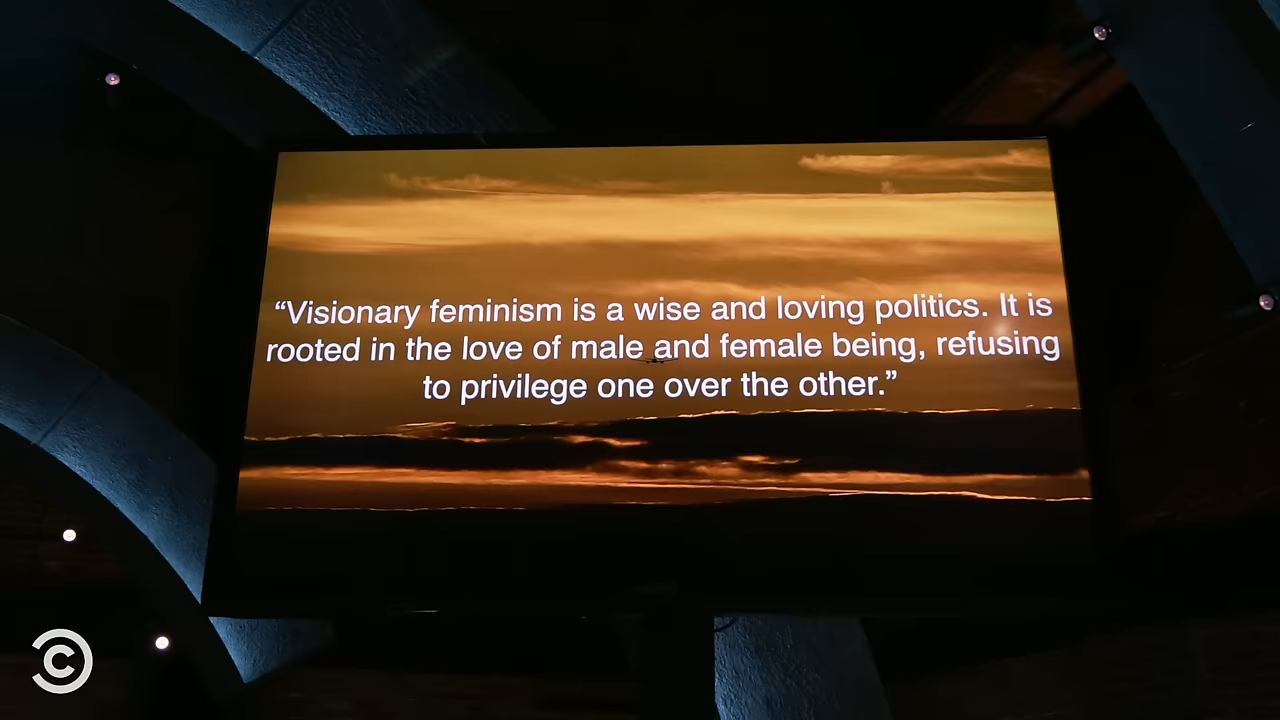 “Visionary feminism is a wise and loving politics. It is
rooted in the love of male and female being, refusing
to privilege one over the other.”